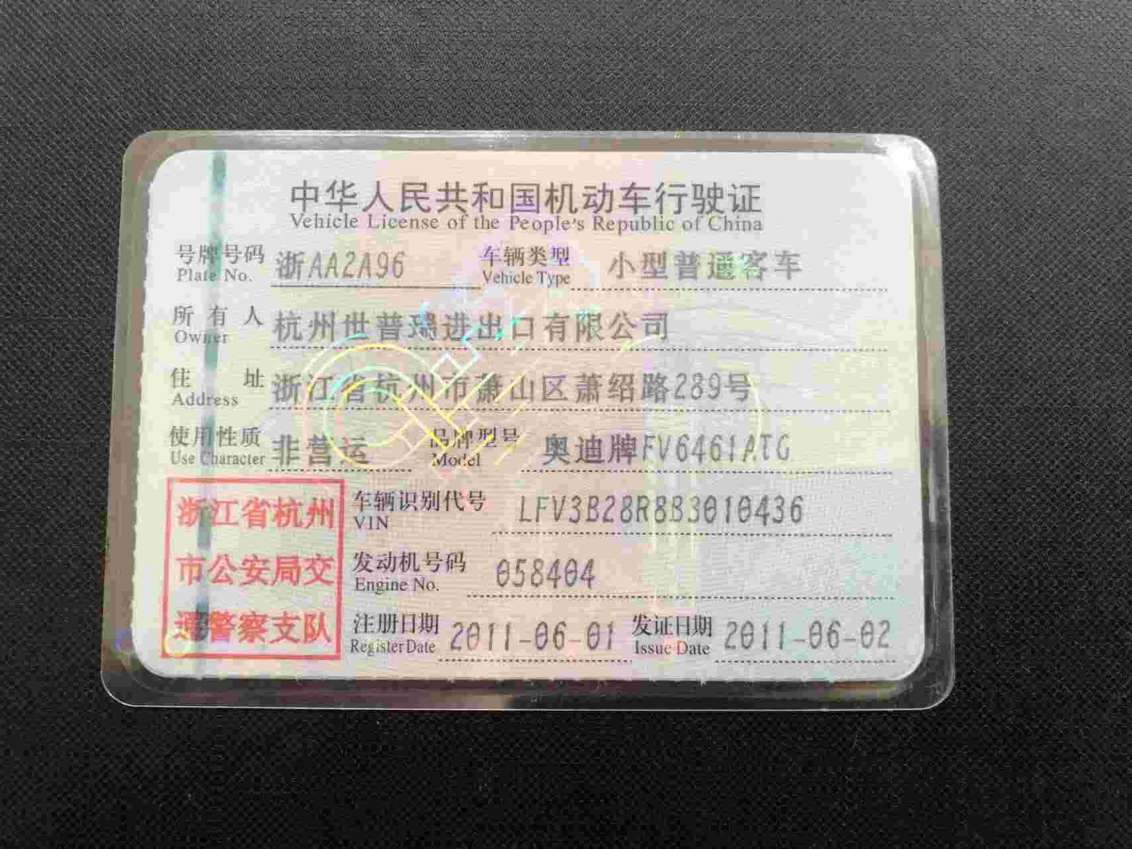 中华人民共和国机动车行驶证
Vehicle License of the People's Republic of China
号牌号码 浙AA2A96 车辆类型 小型普通客车
Plate No. Vehicle Type
所有人 杭州世普瑞进出口有限公司
Owner
住址 浙江省杭州市萧山区萧绍路289号
Address
使用性质 非营运 品牌型号 奥迪牌FV6461ATG
Use Character Model
浙江省杭州
市公安局交
通警察支队
车辆识别代号 LFV3B28R8B3010436
VIN
发动机号码 058404
Engine No.
注册日期 2011-06-01 发证日期 2011-06-02
Register Date Issue Date